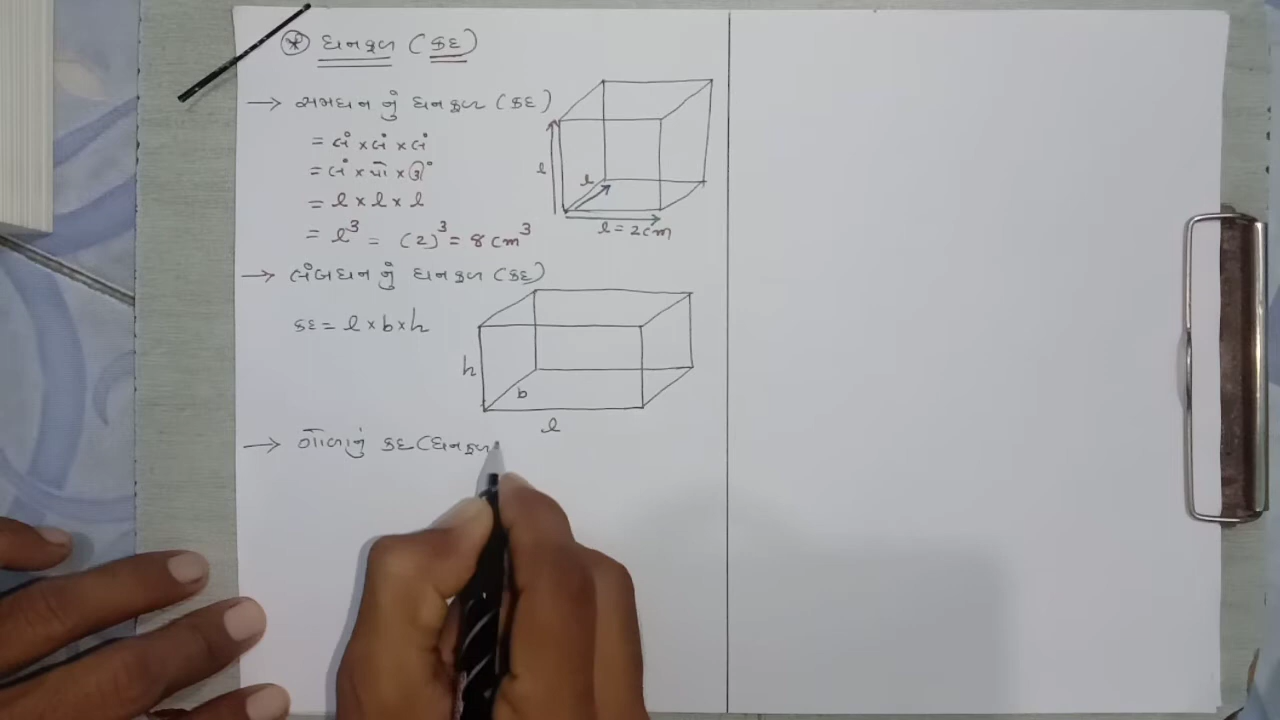 * ઘનફળ (કદ)
→ સમઘન નું ઘનફળ (કદ)
= લં × લં × લં
= લં × પ × ઊં
= l × l × l
= l³ = (2)³ = 8 cm³
l
l
l = 2cm
→ લંબઘન નું ઘનફળ (કદ)
કદ = l × b × h
h
b
l
→ ગોળાનું કદ (ઘનફળ